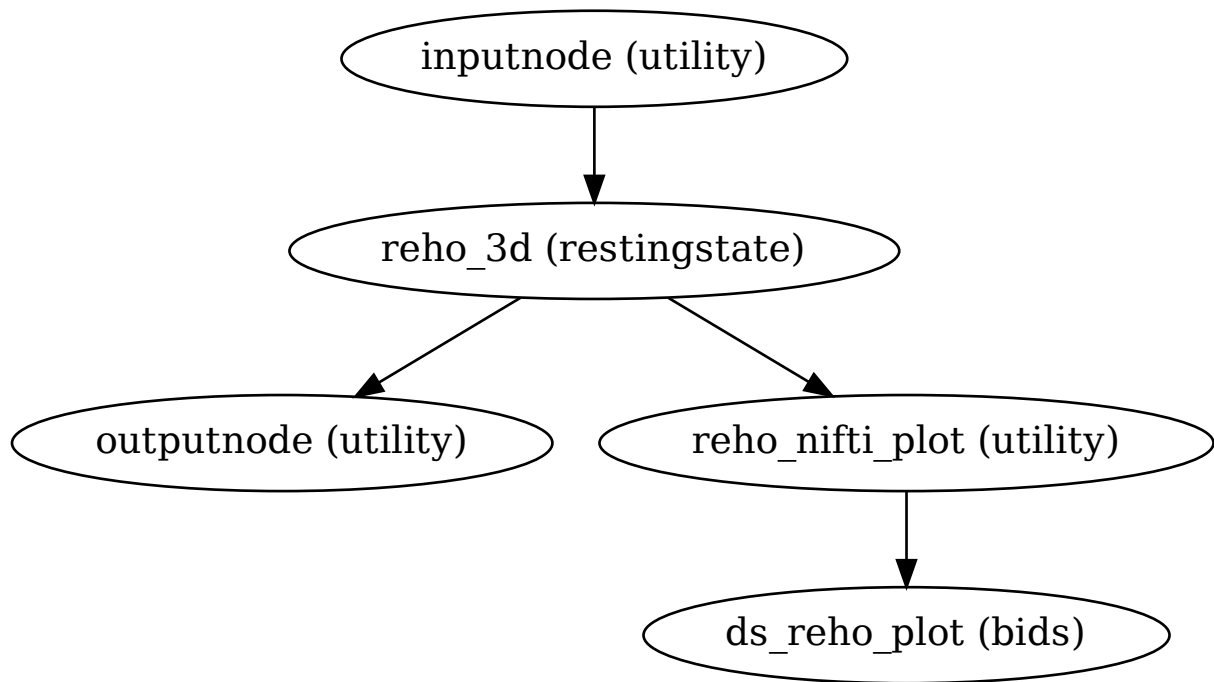 inputnode (utility)
reho_3d (restingstate)
outputnode (utility)
reho_nifti_plot (utility)
ds_reho_plot (bids)